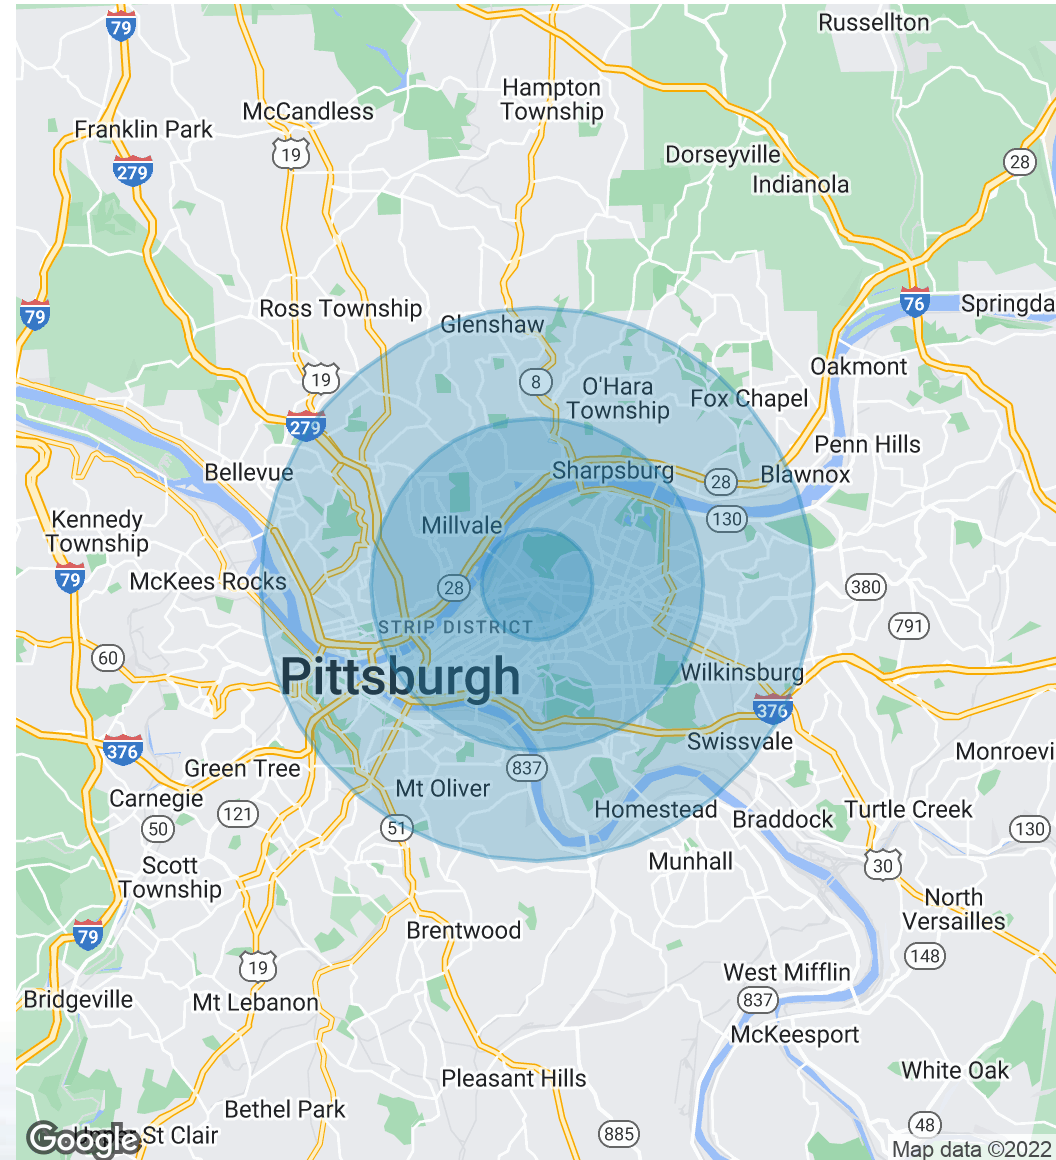 79
Russellton
Hampton
Township
McCandless
Franklin Park
19
Dorseyville
28
279
Indianola
79
Ross Township
76
Springda
Glenshaw
Oakmont
19
8
O'Hara
Township
Fox Chapel
279
Penn Hills
Bellevue
Sharpsburg
28
Blawnox
Kennedy
Township
Millvale
130
79
McKees Rocks
28
380
STRIP DISTRICT
791
60
Pittsburgh
Wilkinsburg
376
376
Swissvale
Monroevi
Green Tree
837
Carnegie
Mt Oliver
121
Homestead
Braddock
Turtle Creek
50
51
130
Scott
Township
Munhall
30
North
Versailles
79
Brentwood
148
19
West Mifflin
Bridgeville
Mt Lebanon
837
McKeesport
Pleasant Hills
White Oak
Bethel Park
48
Google
St Clair
885
Map data ©2022